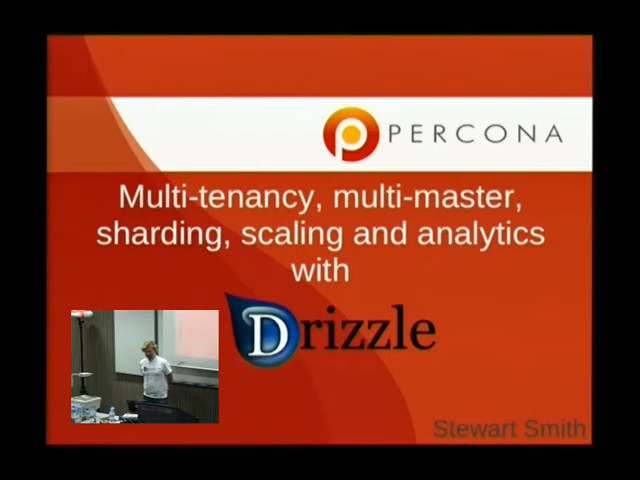 PERCONA
Multi-tenancy, multi-master,
sharding, scaling and analytics
with
Drizzle
Stewart Smith